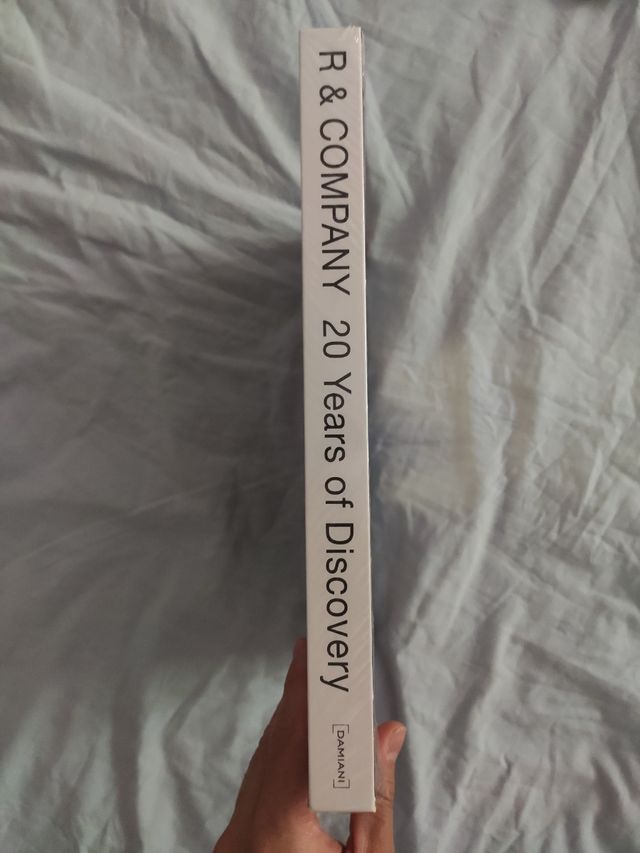 R & COMPANY 20 Years of Discovery
[DAMIANI]